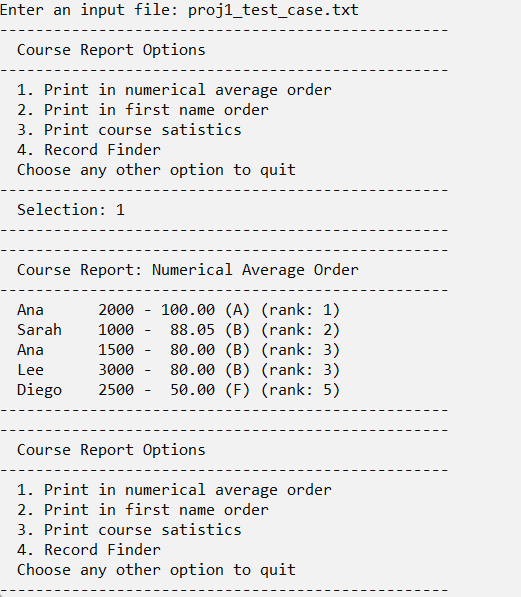 Enter an input file: proj1_test_case.txt
--------------------------------------------------
Course Report Options
--------------------------------------------------
1. Print in numerical average order
2. Print in first name order
3. Print course satistics
4. Record Finder
Choose any other option to quit
--------------------------------------------------
Selection: 1
--------------------------------------------------
--------------------------------------------------
Course Report: Numerical Average Order
--------------------------------------------------
Ana      2000 - 100.00 (A) (rank: 1)
Sarah    1000 -  88.05 (B) (rank: 2)
Ana      1500 -  80.00 (B) (rank: 3)
Lee      3000 -  80.00 (B) (rank: 3)
Diego    2500 -  50.00 (F) (rank: 5)
--------------------------------------------------
--------------------------------------------------
Course Report Options
--------------------------------------------------
1. Print in numerical average order
2. Print in first name order
3. Print course satistics
4. Record Finder
Choose any other option to quit
--------------------------------------------------